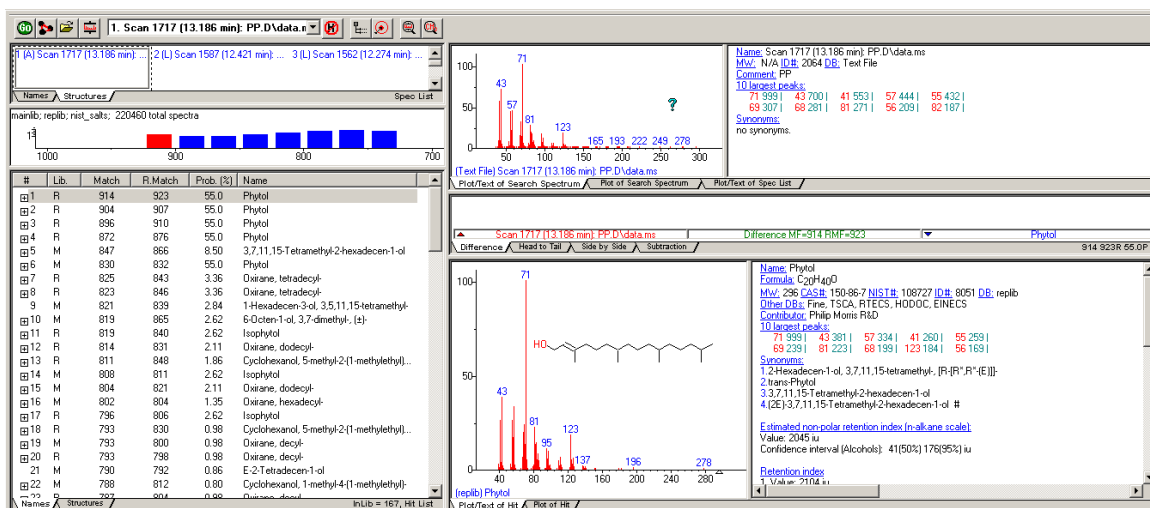 GO
1. Scan 1717 (13.186 min): PP.D\data.m
1 (A) Scan 1717 (13.186 min): ... 2 (L) Scan 1587 (12.421 min): ... 3 (L) Scan 1562 (12.274 min): ...
Names Structures Spec List
mainlib; replib; nist_salts; 220460 total spectra
1000 900 800 700
# Lib. Match R.Match Prob. (%) Name
1 R 914 923 55.0 Phytol
2 R 904 907 55.0 Phytol
3 R 896 910 55.0 Phytol
4 R 872 876 55.0 Phytol
5 M 847 866 8.50 3,7,11,15-Tetramethyl-2-hexadecen-1-ol
6 M 830 832 55.0 Phytol
7 R 825 843 3.36 Oxirane, tetradecyl-
8 R 823 846 3.36 Oxirane, tetradecyl-
9 M 821 839 2.84 1-Hexadecen-3-ol, 3,5,11,15-tetramethyl-
10 M 819 865 2.62 6-Octen-1-ol, 3,7-dimethyl-, (±)-
11 R 819 840 2.62 Isophytol
12 R 814 831 2.11 Oxirane, dodecyl-
13 R 811 848 1.86 Cyclohexanol, 5-methyl-2-(1-methylethyl)...
14 M 808 811 2.62 Isophytol
15 M 804 821 2.11 Oxirane, dodecyl-
16 M 802 804 1.35 Oxirane, hexadecyl-
17 R 796 806 2.62 Isophytol
18 R 793 830 0.98 Cyclohexanol, 5-methyl-2-(1-methylethyl)...
19 M 793 800 0.98 Oxirane, decyl-
20 R 793 798 0.98 Oxirane, decyl-
21 M 790 792 0.86 E-2-Tetradecen-1-ol
22 M 788 812 0.80 Cyclohexanol, 1-methyl-4-(1-methylethyl)-
23 R 787 804 0.98 Oxirane, decyl-
Names Structures InLib = 167, Hit List
100 50 0
71
43
57
81
123
165 193 222 249 278
?
50 100 150 200 250 300
(Text File) Scan 1717 (13.186 min): PP.D\data.ms
Plot/Text of Search Spectrum Plot of Search Spectrum Plot/Text of Spec List
Name: Scan 1717 (13.186 min): PP.D\data.ms
MW: N/A ID#: 2064 DB: Text File
Comment: PP
10 largest peaks:
71 999 | 43 700 | 41 553 | 57 444 | 55 432 |
69 307 | 68 281 | 81 271 | 56 209 | 82 187 |
Synonyms:
no synonyms.
Scan 1717 (13.186 min): PP.D\data.ms Difference MF=914 RMF=923 Phytol
Difference Head to Tail Side by Side Subtraction 914 923R 55.0P
100 50 0
71
HO
43
81
95
123
137
196
278
40 80 120 160 200 240 280
(replib) Phytol
Plot/Text of Hit Plot of Hit
Name: Phytol
Formula: C20H40O
MW: 296 CAS#: 150-86-7 NIST#: 108727 ID#: 8051 DB: replib
Other DBs: Fine, TSCA, RTECS, HODOC, EINECS
Contributor: Philip Morris R&D
10 largest peaks:
71 999 | 43 381 | 57 334 | 41 260 | 55 259 |
69 239 | 81 223 | 68 199 | 123 184 | 56 169 |
Synonyms:
1.2-Hexadecen-1-ol, 3,7,11,15-tetramethyl-, [R-[R*,R*-(E)]]-
2.trans-Phytol
3.3,7,11,15-Tetramethyl-2-hexadecen-1-ol
4.(2E)-3,7,11,15-Tetramethyl-2-hexadecen-1-ol #
Estimated non-polar retention index (n-alkane scale):
Value: 2045 iu
Confidence interval (Alcohols): 41(50%) 176(95%) iu
Retention index
1. Value: 2104 iu